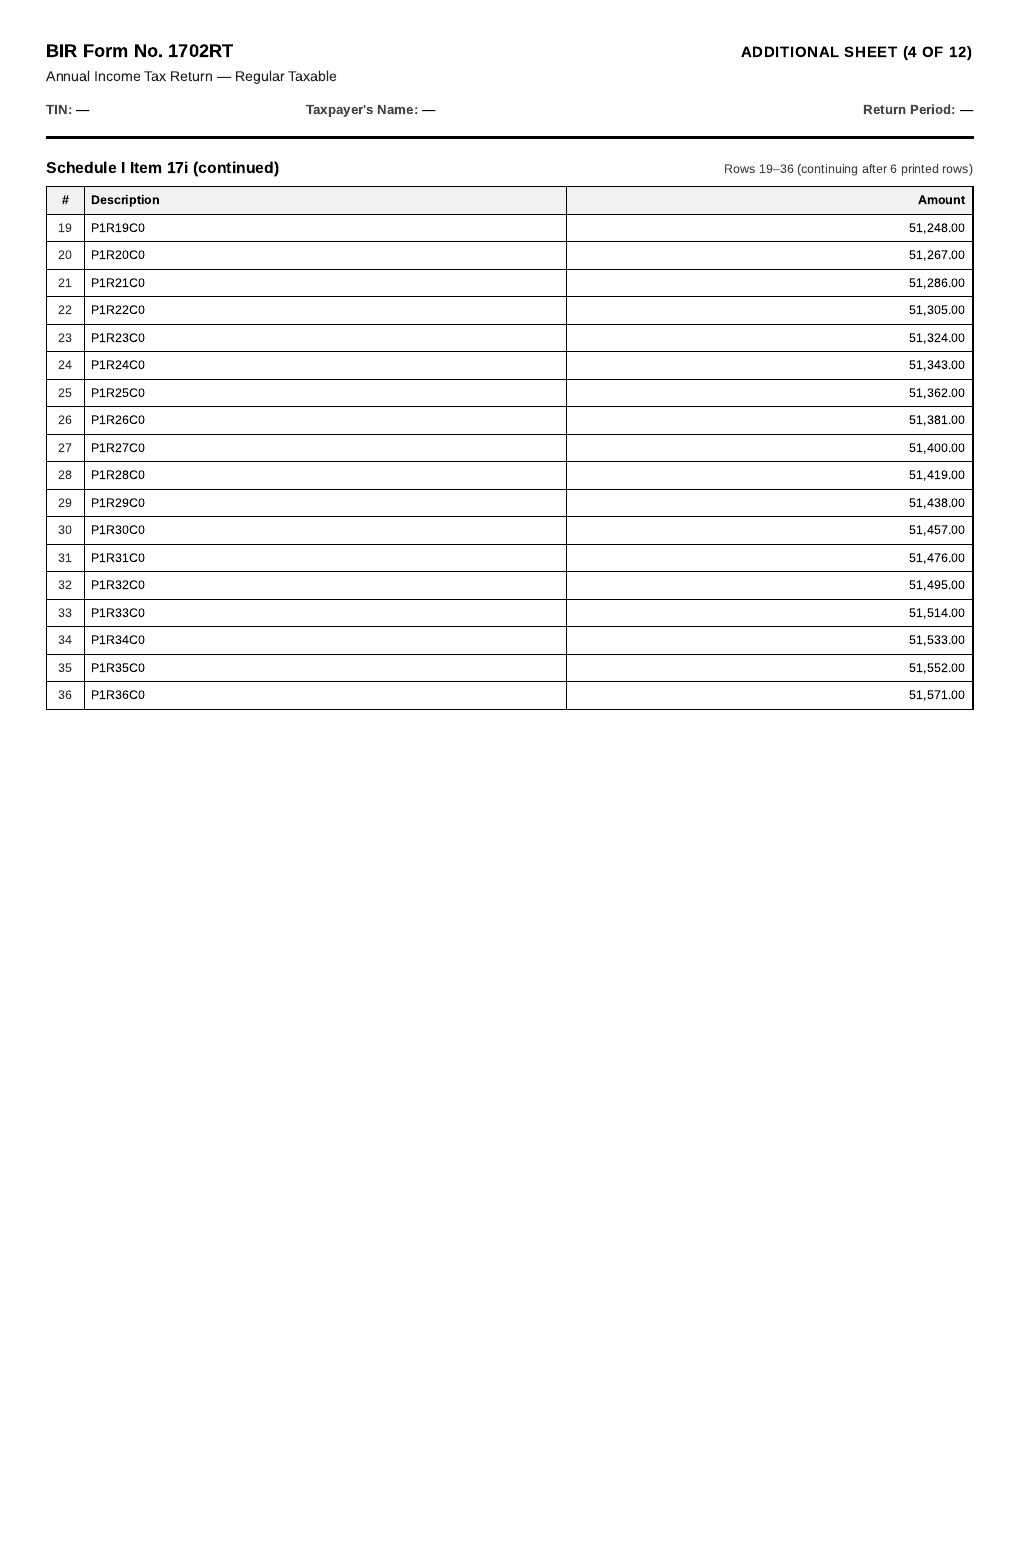 BIR Form No. 1702RT
ADDITIONAL SHEET (4 OF 12)
Annual Income Tax Return — Regular Taxable
TIN: — Taxpayer's Name: — Return Period: —
Schedule I Item 17i (continued) Rows 19–36 (continuing after 6 printed rows)
# Description Amount
19 P1R19C0 51,248.00
20 P1R20C0 51,267.00
21 P1R21C0 51,286.00
22 P1R22C0 51,305.00
23 P1R23C0 51,324.00
24 P1R24C0 51,343.00
25 P1R25C0 51,362.00
26 P1R26C0 51,381.00
27 P1R27C0 51,400.00
28 P1R28C0 51,419.00
29 P1R29C0 51,438.00
30 P1R30C0 51,457.00
31 P1R31C0 51,476.00
32 P1R32C0 51,495.00
33 P1R33C0 51,514.00
34 P1R34C0 51,533.00
35 P1R35C0 51,552.00
36 P1R36C0 51,571.00